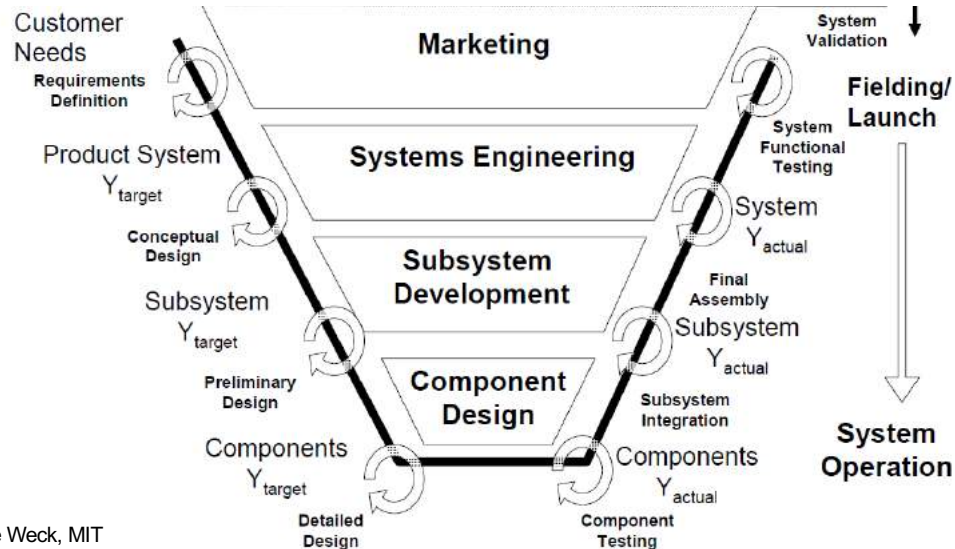 Customer
Needs
Requirements
Definition
Product System
Y target
Conceptual
Design
Subsystem
Y target
Preliminary
Design
Components
Y target
Detailed
Design
Marketing
Systems Engineering
Subsystem
Development
Component
Design
System
Validation
System
Functional
Testing
System
Y actual
Final
Assembly
Subsystem
Y actual
Subsystem
Integration
Components
Y actual
Component
Testing
Fielding/
Launch
System
Operation
Weck, MIT